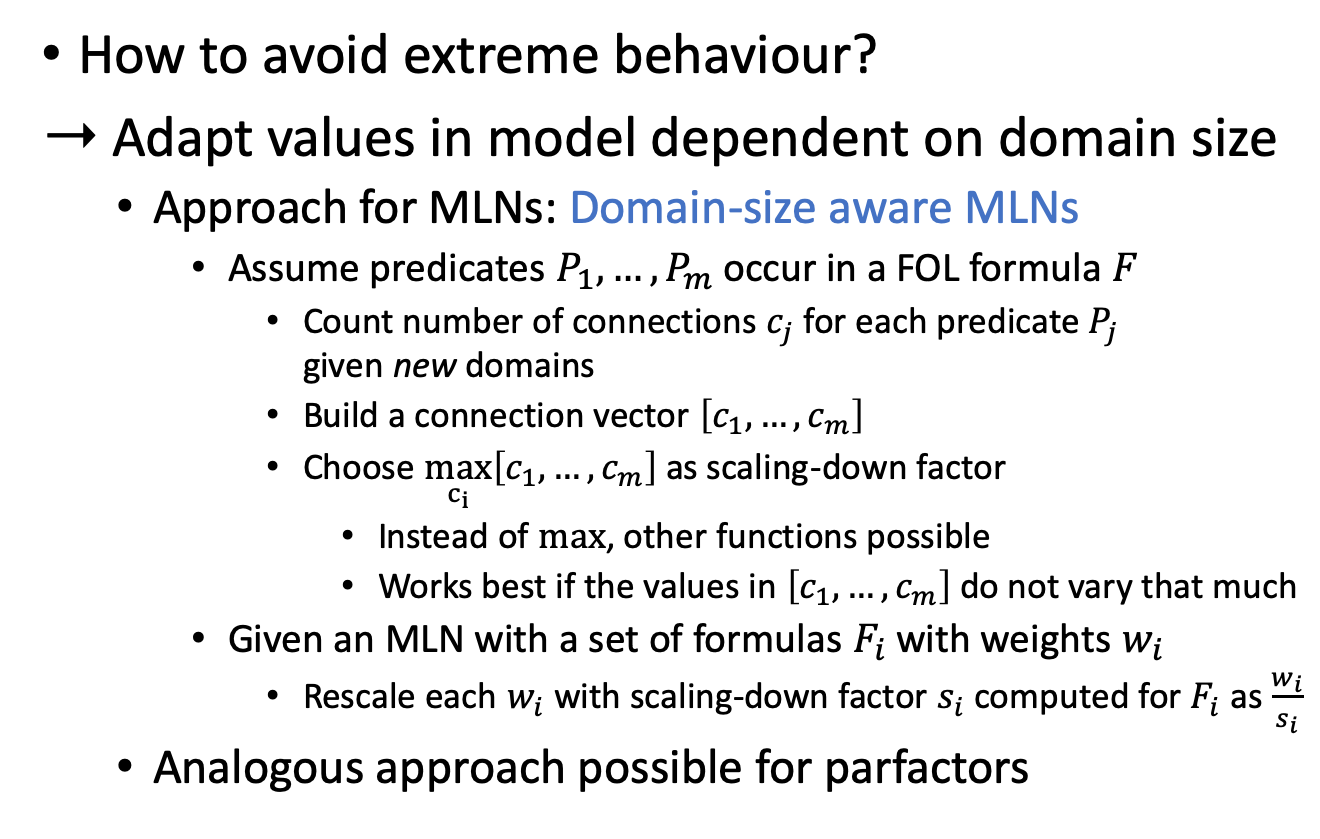 • How to avoid extreme behaviour?
→ Adapt values in model dependent on domain size
• Approach for MLNs: Domain-size aware MLNs
• Assume predicates P₁, … , Pₘ occur in a FOL formula F
• Count number of connections cⱼ for each predicate Pⱼ
given new domains
• Build a connection vector [c₁, … , cₘ]
• Choose max[c₁, … , cₘ] as scaling-down factor
cᵢ
• Instead of max, other functions possible
• Works best if the values in [c₁, … , cₘ] do not vary that much
• Given an MLN with a set of formulas Fᵢ with weights wᵢ
• Rescale each wᵢ with scaling-down factor sᵢ computed for Fᵢ as wᵢ/sᵢ
• Analogous approach possible for parfactors